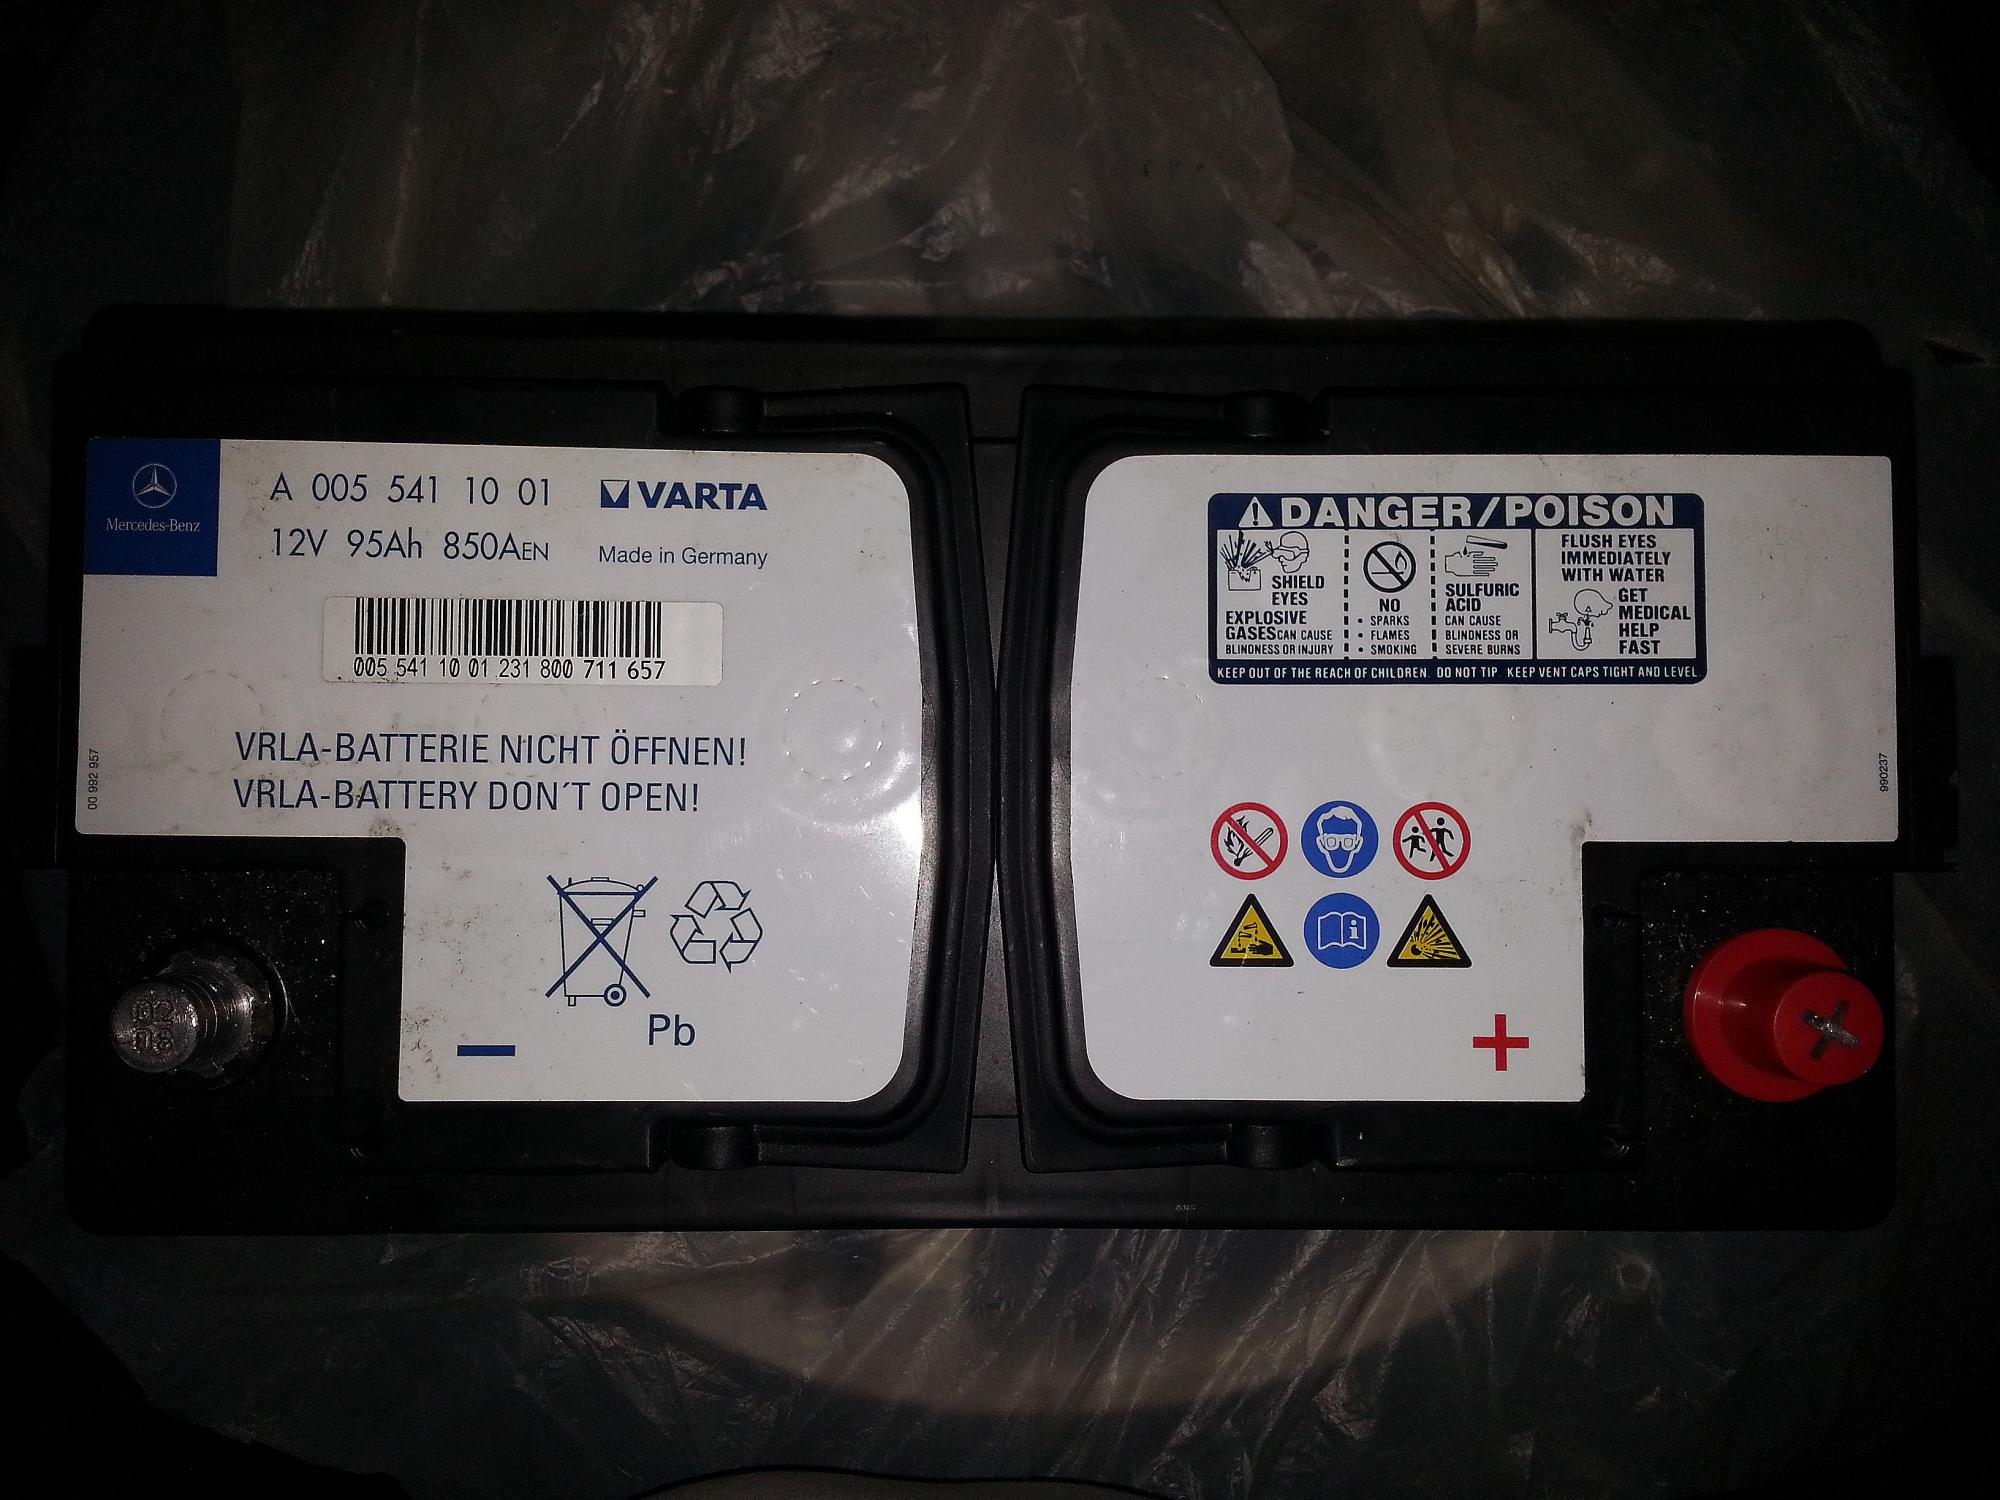 Mercedes-Benz
A 005 541 10 01
VARTA
12V 95Ah 850AEN
Made in Germany
005 541 10 01 231 800 711 657
VRLA-BATTERIE NICHT ÖFFNEN!
VRLA-BATTERY DON´T OPEN!
00 992 957
Pb
DANGER/POISON
SHIELD
EYES
EXPLOSIVE
GASES CAN CAUSE
BLINDNESS OR INJURY
NO
• SPARKS
• FLAMES
• SMOKING
SULFURIC
ACID
CAN CAUSE
BLINDNESS OR
SEVERE BURNS
FLUSH EYES
IMMEDIATELY
WITH WATER
GET
MEDICAL
HELP
FAST
KEEP OUT OF THE REACH OF CHILDREN. DO NOT TIP. KEEP VENT CAPS TIGHT AND LEVEL
990237